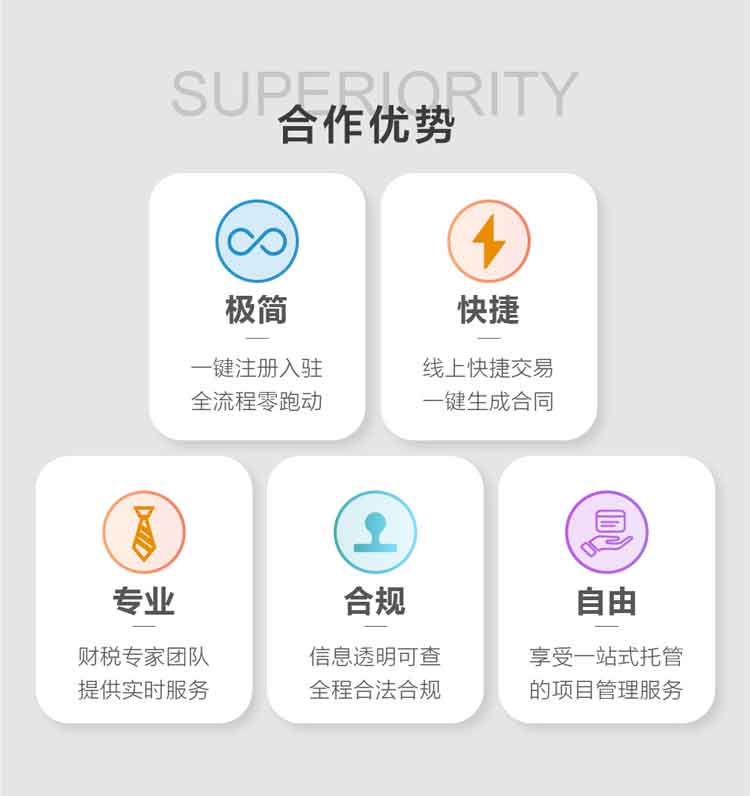 SUPERIORITY
合作优势
极简
一键注册入驻
全流程零跑动
快捷
线上快捷交易
一键生成合同
专业
财税专家团队
提供实时服务
合规
信息透明可查
全程合法合规
自由
享受一站式托管
的项目管理服务